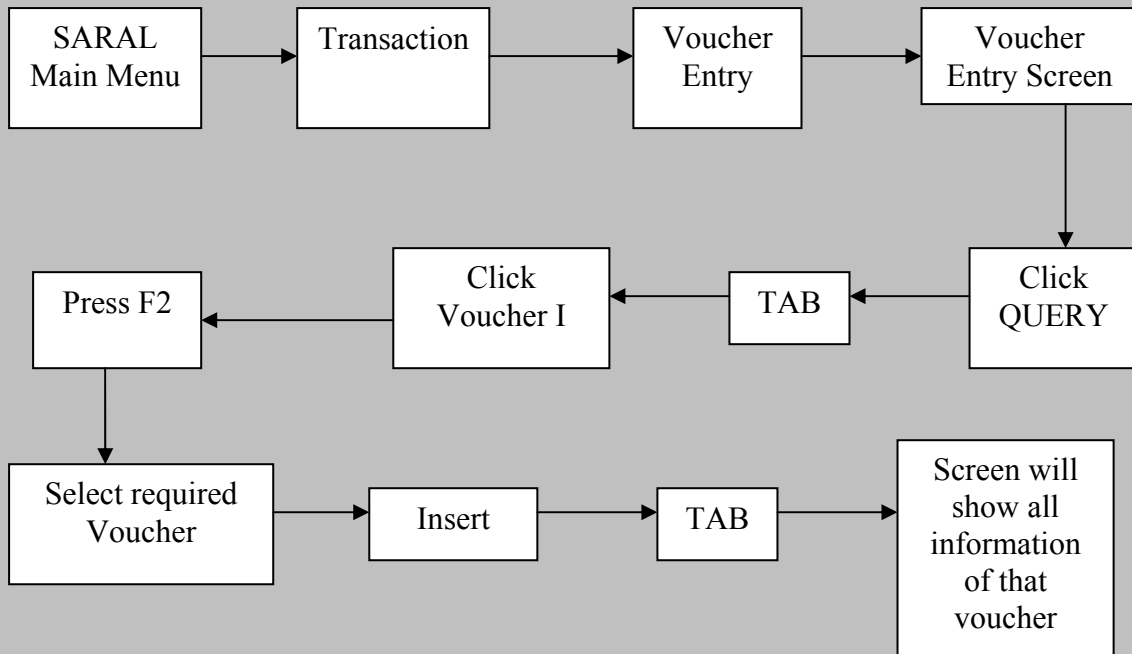 SARAL
Main Menu
Transaction
Voucher
Entry
Voucher
Entry Screen
Click
QUERY
TAB
Click
Voucher I
Press F2
Select required
Voucher
Insert
TAB
Screen will
show all
information
of that
voucher